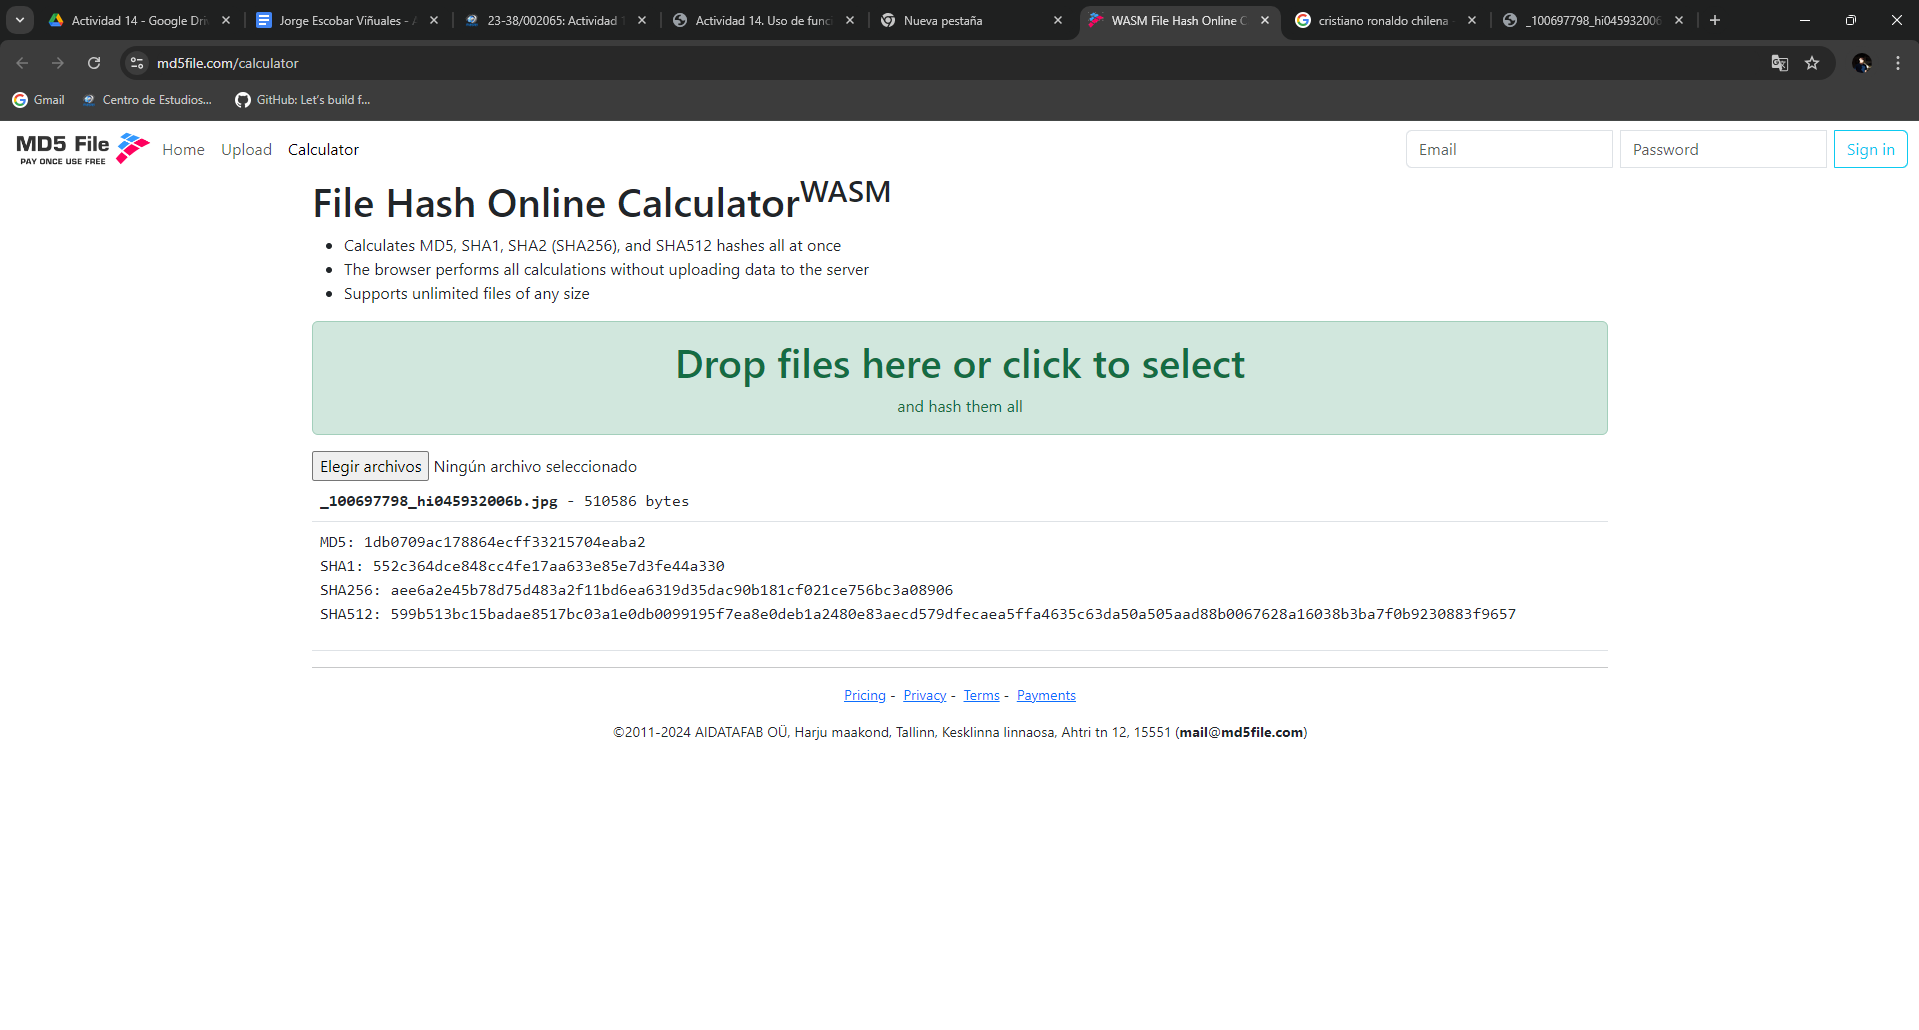 Actividad 14 - Google Dri
Jorge Escobar Viñuales - A
23-38/002065: Actividad 1
Actividad 14. Uso de func
Nueva pestaña
WASM File Hash Online C
cristiano ronaldo chilena -
_100697798_hi045932006
md5file.com/calculator
Gmail
Centro de Estudios...
GitHub: Let's build f...
MD5 File
PAY ONCE USE FREE
Home
Upload
Calculator
Email
Password
Sign in
File Hash Online Calculator WASM
Calculates MD5, SHA1, SHA2 (SHA256), and SHA512 hashes all at once
The browser performs all calculations without uploading data to the server
Supports unlimited files of any size
Drop files here or click to select
and hash them all
Elegir archivos Ningún archivo seleccionado
_100697798_hi045932006b.jpg - 510586 bytes
MD5: 1db0709ac178864ecff33215704eaba2
SHA1: 552c364dce848cc4fe17aa633e85e7d3fe44a330
SHA256: aee6a2e45b78d75d483a2f11bd6ea6319d35dac90b181cf021ce756bc3a08906
SHA512: 599b513bc15badae8517bc03a1e0db0099195f7ea8e0deb1a2480e83aecd579dfecaea5ffa4635c63da50a505aad88b0067628a16038b3ba7f0b9230883f9657
Pricing - Privacy - Terms - Payments
©2011-2024 AIDATAFAB OÜ, Harju maakond, Tallinn, Kesklinna linnaosa, Ahtri tn 12, 15551 (mail@md5file.com)